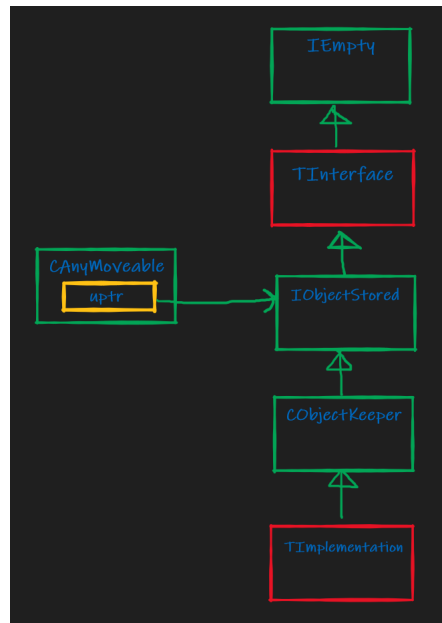 IEmpty
TInterface
CAnyMoveable
uptr
IObjectStored
CObjectKeeper
TImplementation